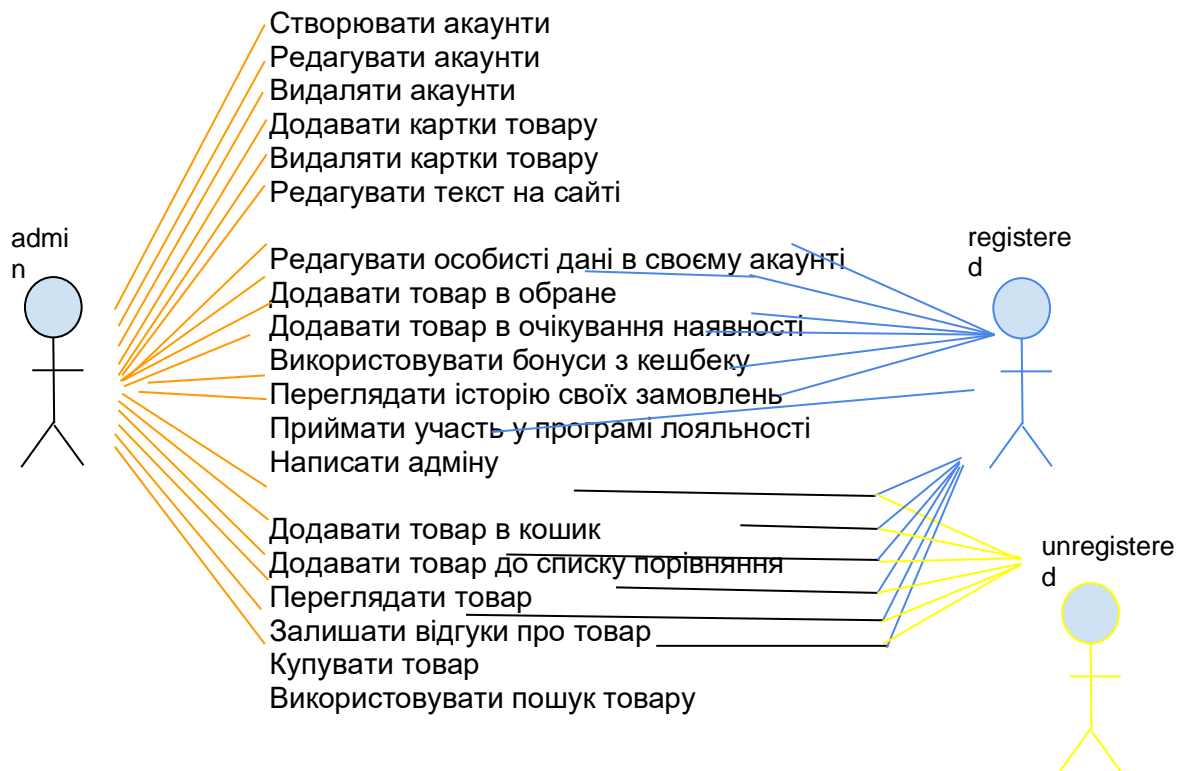 Створювати акаунти
Редагувати акаунти
Видаляти акаунти
Додавати картки товару
Видаляти картки товару
Редагувати текст на сайті
admi
n
registere
d
Редагувати особисті дані в своєму акаунті
Додавати товар в обране
Додавати товар в очікування наявності
Використовувати бонуси з кешбеку
Переглядати історію своїх замовлень
Приймати участь у програмі лояльності
Написати адміну
Додавати товар в кошик
Додавати товар до списку порівняння
Переглядати товар
Залишати відгуки про товар
Купувати товар
Використовувати пошук товару
unregistere
d